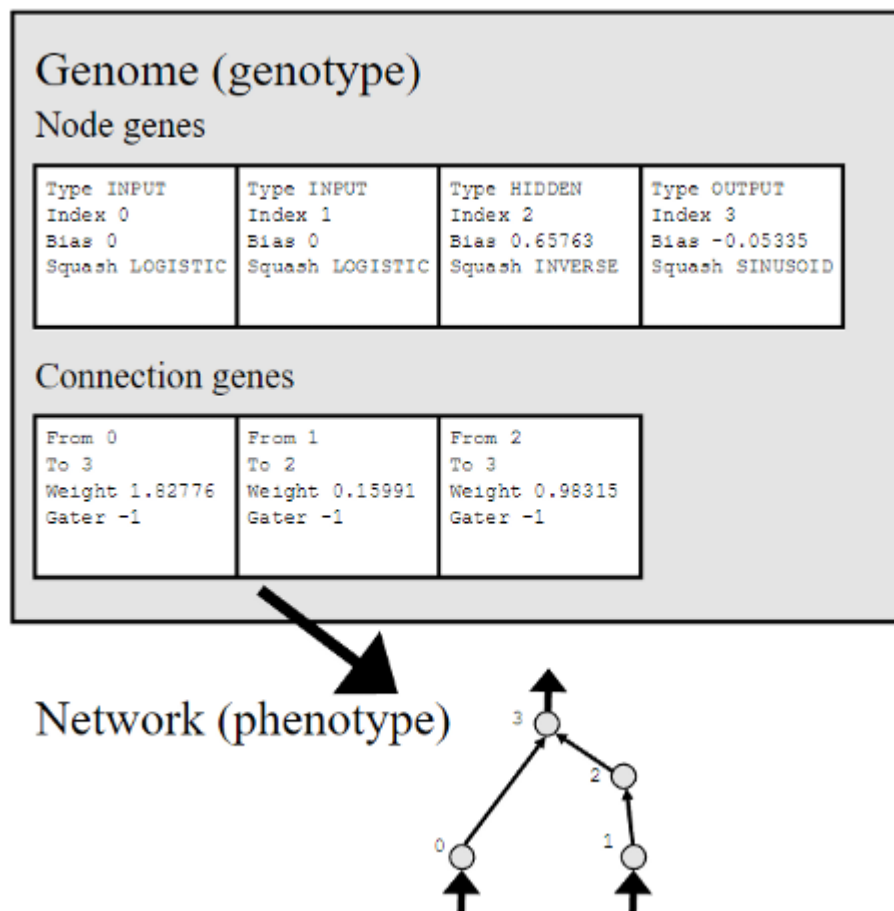 Genome (genotype)
Node genes
Type INPUT
Index 0
Bias 0
Squash LOGISTIC
Type INPUT
Index 1
Bias 0
Squash LOGISTIC
Type HIDDEN
Index 2
Bias 0.65763
Squash INVERSE
Type OUTPUT
Index 3
Bias -0.05335
Squash SINUSOID
Connection genes
From 0
To 3
Weight 1.82776
Gater -1
From 1
To 2
Weight 0.15991
Gater -1
From 2
To 3
Weight 0.98315
Gater -1
Network (phenotype)
3
2
0
1